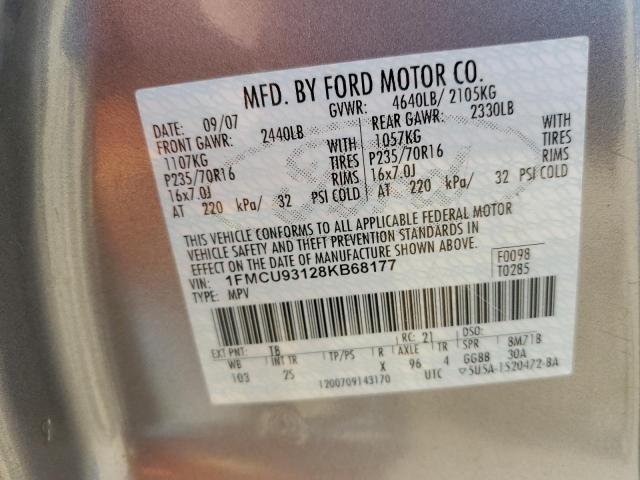 MFD. BY FORD MOTOR CO.
DATE: 09/07 GVWR: 4640LB/ 2105KG
FRONT GAWR: 2440LB REAR GAWR: 2330LB
1107KG WITH 1057KG WITH
P235/70R16 TIRES P235/70R16 TIRES
16x7.0J RIMS 16x7.0J RIMS
AT 220 kPa/ 32 PSI COLD AT 220 kPa/ 32 PSI COLD
THIS VEHICLE CONFORMS TO ALL APPLICABLE FEDERAL MOTOR
VEHICLE SAFETY AND THEFT PREVENTION STANDARDS IN
EFFECT ON THE DATE OF MANUFACTURE SHOWN ABOVE.
VIN: 1FMCU93128KB68177 F0098
TYPE: MPV T0285
EXT PNT: TB RC: 21 DSO:
WB INT TR TP/PS R AXLE TR SPR 8M71B
103 2S X 96 4 GGBB 30A
1200709143170 UTC ▽5U5A-1520472-BA